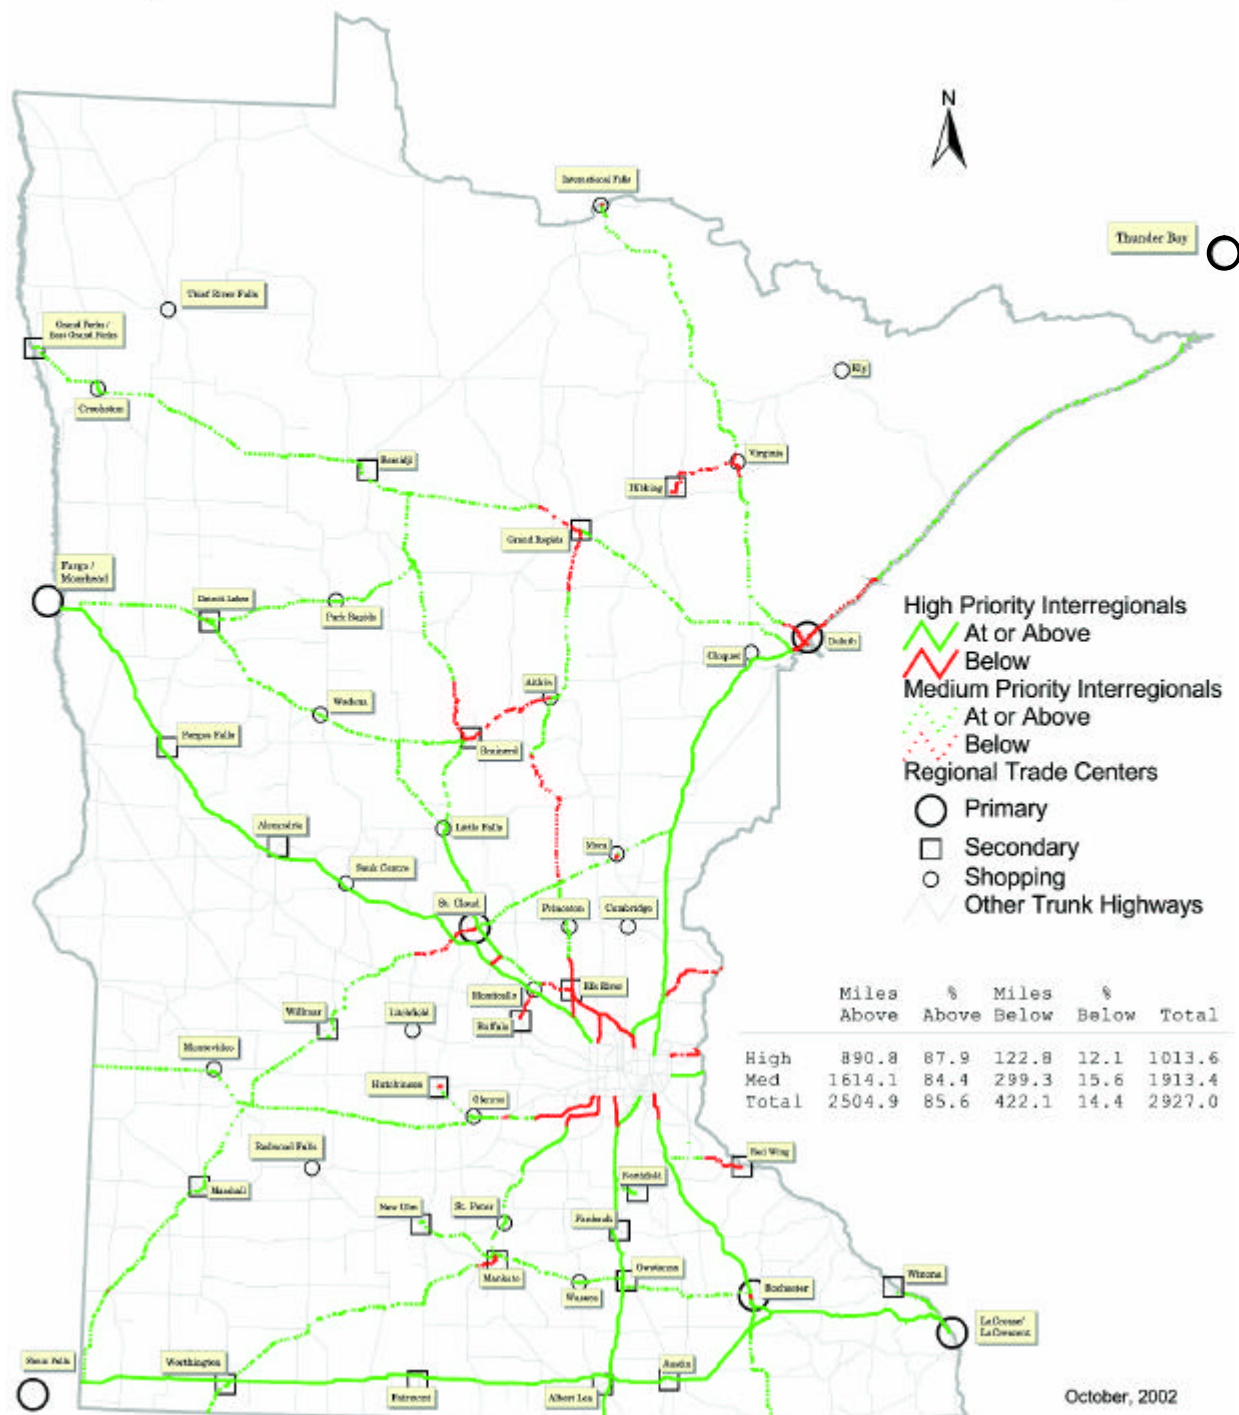 N
International Falls
Thunder Bay
Thief River Falls
Grand Forks /
East Grand Forks
Ely
Crookston
Bemidji
Virginia
Hibbing
Grand Rapids
Fargo /
Moorhead
Detroit Lakes
Park Rapids
Duluth
Cloquet
Aitkin
Wadena
Fergus Falls
Brainerd
Alexandria
Little Falls
Mora
Sauk Centre
St. Cloud
Princeton
Cambridge
Monticello
Elk River
Buffalo
Willmar
Litchfield
Montevideo
Hutchinson
Glencoe
Redwood Falls
Red Wing
Marshall
Northfield
New Ulm
St. Peter
Faribault
Mankato
Waseca
Owatonna
Rochester
Winona
La Crosse/
La Crescent
Sioux Falls
Worthington
Fairmont
Albert Lea
Austin
High Priority Interregionals
At or Above
Below
Medium Priority Interregionals
At or Above
Below
Regional Trade Centers
Primary
Secondary
Shopping
Other Trunk Highways
Miles % Miles %
Above Above Below Below Total
High 890.8 87.9 122.8 12.1 1013.6
Med 1614.1 84.4 299.3 15.6 1913.4
Total 2504.9 85.6 422.1 14.4 2927.0
October, 2002